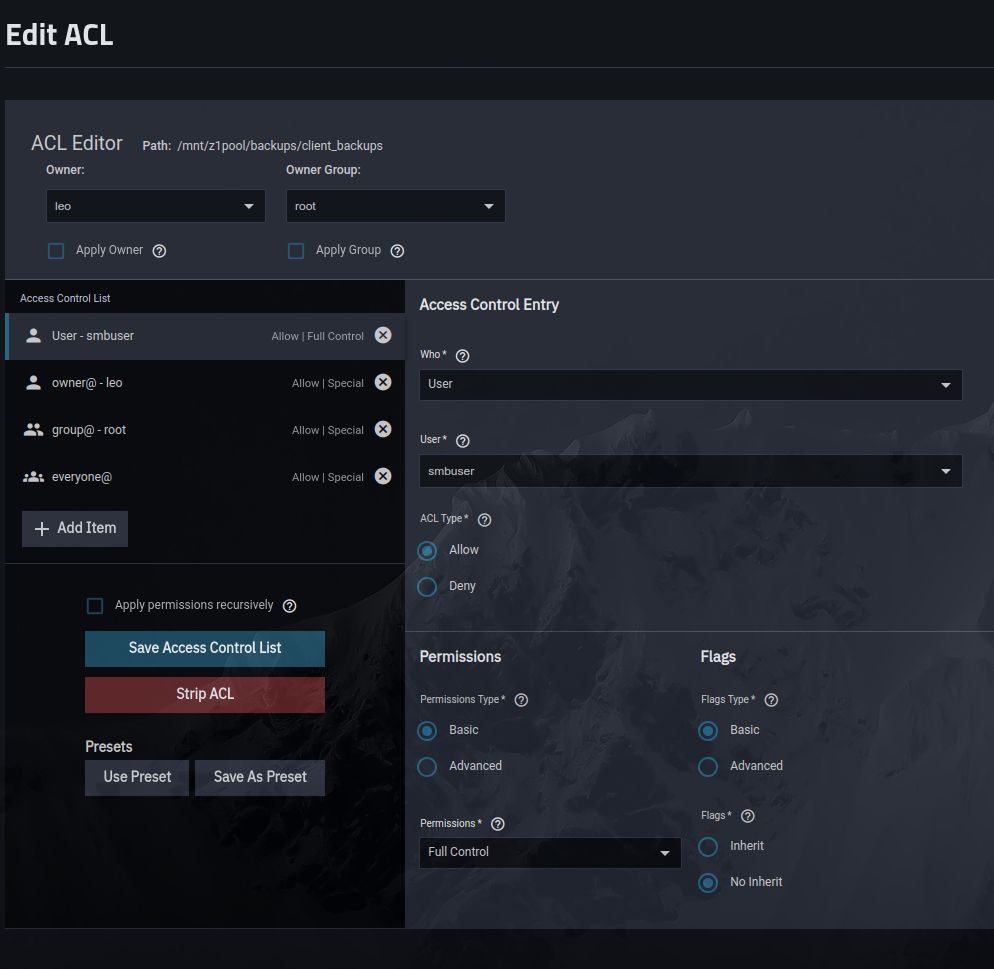 Edit ACL
ACL Editor Path: /mnt/z1pool/backups/client_backups
Owner: Owner Group:
leo root
Apply Owner Apply Group
Access Control List
User - smbuser Allow | Full Control
owner@ - leo Allow | Special
group@ - root Allow | Special
everyone@ Allow | Special
Add Item
Apply permissions recursively
Save Access Control List
Strip ACL
Presets
Use Preset Save As Preset
Access Control Entry
Who *
User
User *
smbuser
ACL Type *
Allow
Deny
Permissions
Permissions Type *
Basic
Advanced
Permissions *
Full Control
Flags
Flags Type *
Basic
Advanced
Flags *
Inherit
No Inherit